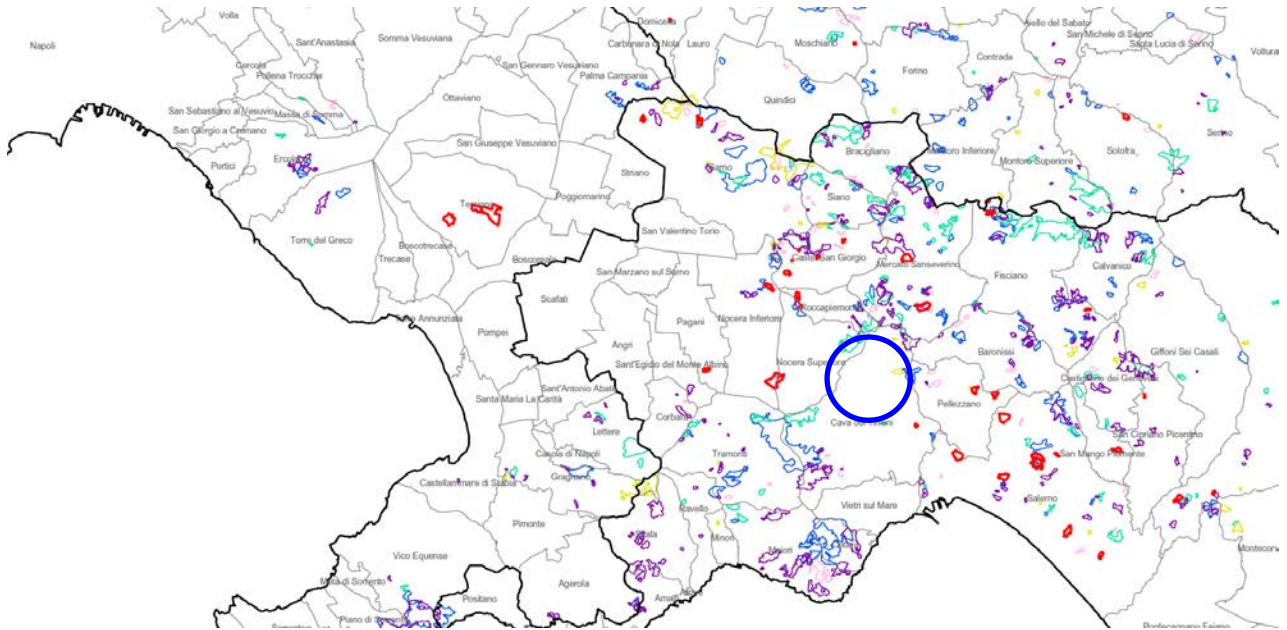 Volla
Domicella
Aiello del Sabato
San Michele di Serino
Santa Lucia di Serino
Napoli
Sant'Anastasia
Somma Vesuviana
Carbonara di Nola
Lauro
Moschiano
Contrada
Voltura
Cercola
Pollena Trocchia
San Gennaro Vesuviano
Palma Campania
Forino
Ottaviano
Quindici
San Sebastiano al Vesuvio
Massa di Somma
San Giorgio a Cremano
Serino
San Giuseppe Vesuviano
Bracigliano
Montoro Inferiore
Montoro Superiore
Solofra
Portici
Ercolano
Striano
Sarno
Poggiomarino
Siano
Terzigno
Torre del Greco
Boscotrecase
San Valentino Torio
Trecase
Boscoreale
Castel San Giorgio
Mercato Sanseverino
Calvanico
San Marzano sul Sarno
Fisciano
Scafati
Roccapiemonte
Torre Annunziata
Pagani
Nocera Inferiore
Pompei
Angri
Baronissi
Giffoni Sei Casali
Sant'Egidio del Monte Albino
Nocera Superiore
Castiglione dei Genovesi
Sant'Antonio Abate
Santa Maria La Carità
Pellezzano
Corbara
Cava de' Tirreni
Lettere
San Cipriano Picentino
Casola di Napoli
Tramonti
San Mango Piemonte
Gragnano
Castellammare di Stabia
Salerno
Ravello
Vietri sul Mare
Pimonte
Scala
Minori
Maiori
Vico Equense
Montecorv
Meta di Sorrento
Agerola
Positano
Amalfi
Atrani
Piano di Sorrento
Sorrento
Pontecagnano Faiano